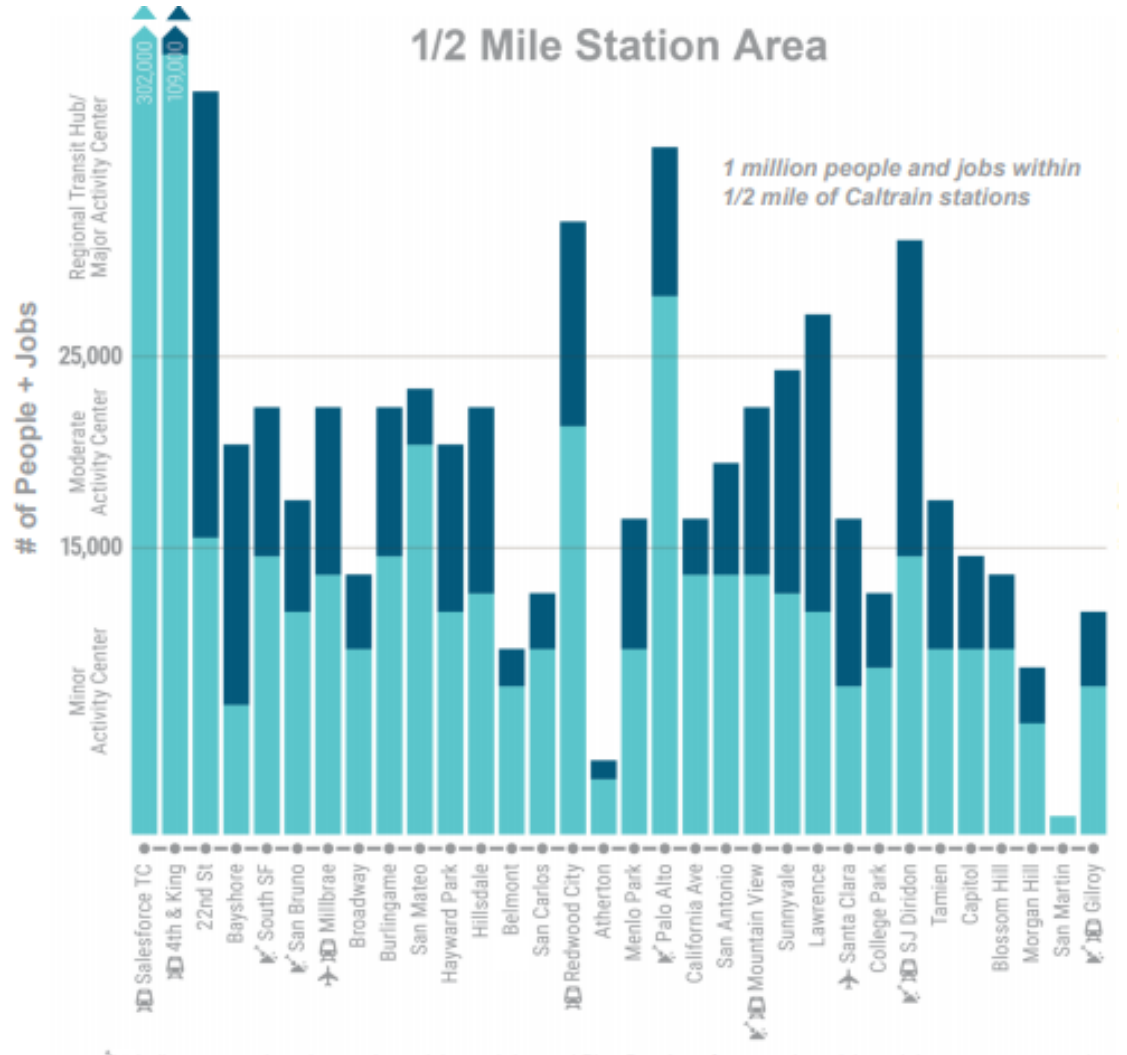 1/2 Mile Station Area
302,000
109,000
1 million people and jobs within
1/2 mile of Caltrain stations
# of People + Jobs
Regional Transit Hub/
Major Activity Center
25,000
Moderate
Activity Center
15,000
Minor
Activity Center
Salesforce TC
4th & King
22nd St
Bayshore
South SF
San Bruno
Millbrae
Broadway
Burlingame
San Mateo
Hayward Park
Hillsdale
Belmont
San Carlos
Redwood City
Atherton
Menlo Park
Palo Alto
California Ave
San Antonio
Mountain View
Sunnyvale
Lawrence
Santa Clara
College Park
SJ Diridon
Tamien
Capitol
Blossom Hill
Morgan Hill
San Martin
Gilroy